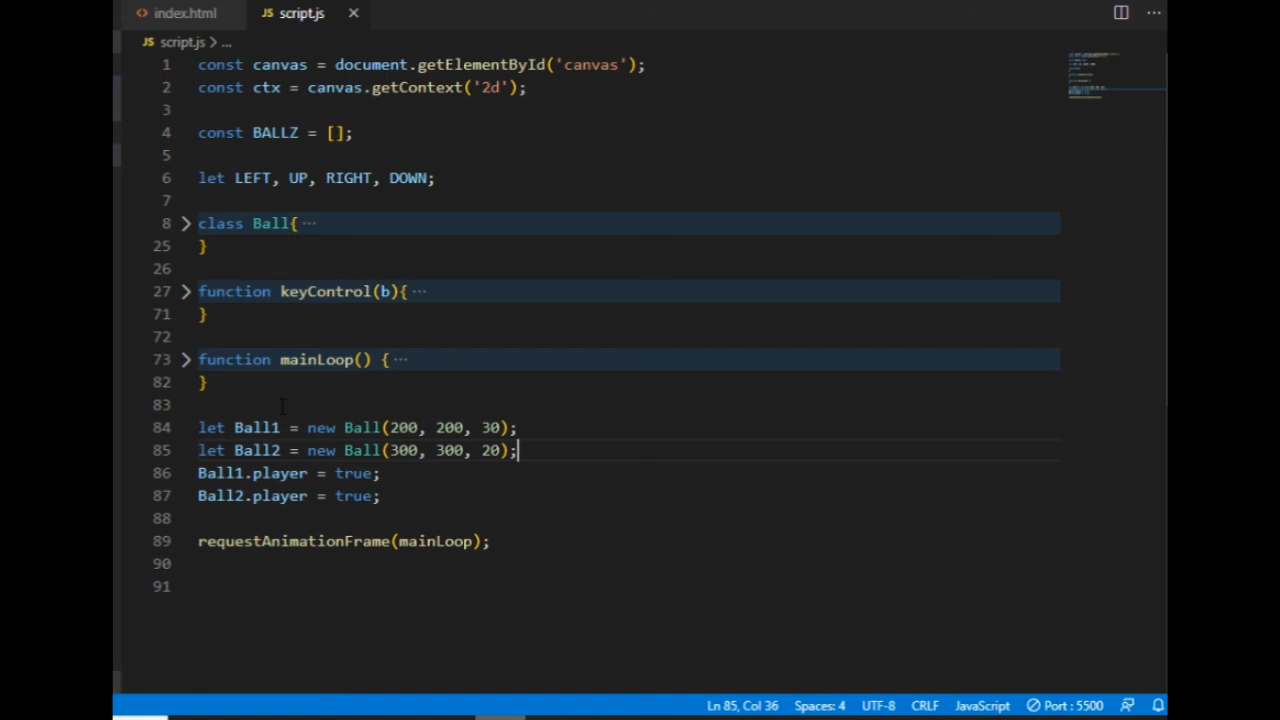 index.html
JS script.js
JS script.js > ...
1 const canvas = document.getElementById('canvas');
2 const ctx = canvas.getContext('2d');
3
4 const BALLZ = [];
5
6 let LEFT, UP, RIGHT, DOWN;
7
8 class Ball{ ···
25 }
26
27 function keyControl(b){ ···
71 }
72
73 function mainLoop() { ···
82 }
83
84 let Ball1 = new Ball(200, 200, 30);
85 let Ball2 = new Ball(300, 300, 20);
86 Ball1.player = true;
87 Ball2.player = true;
88
89 requestAnimationFrame(mainLoop);
90
91
Ln 85, Col 36 Spaces: 4 UTF-8 CRLF JavaScript Port : 5500